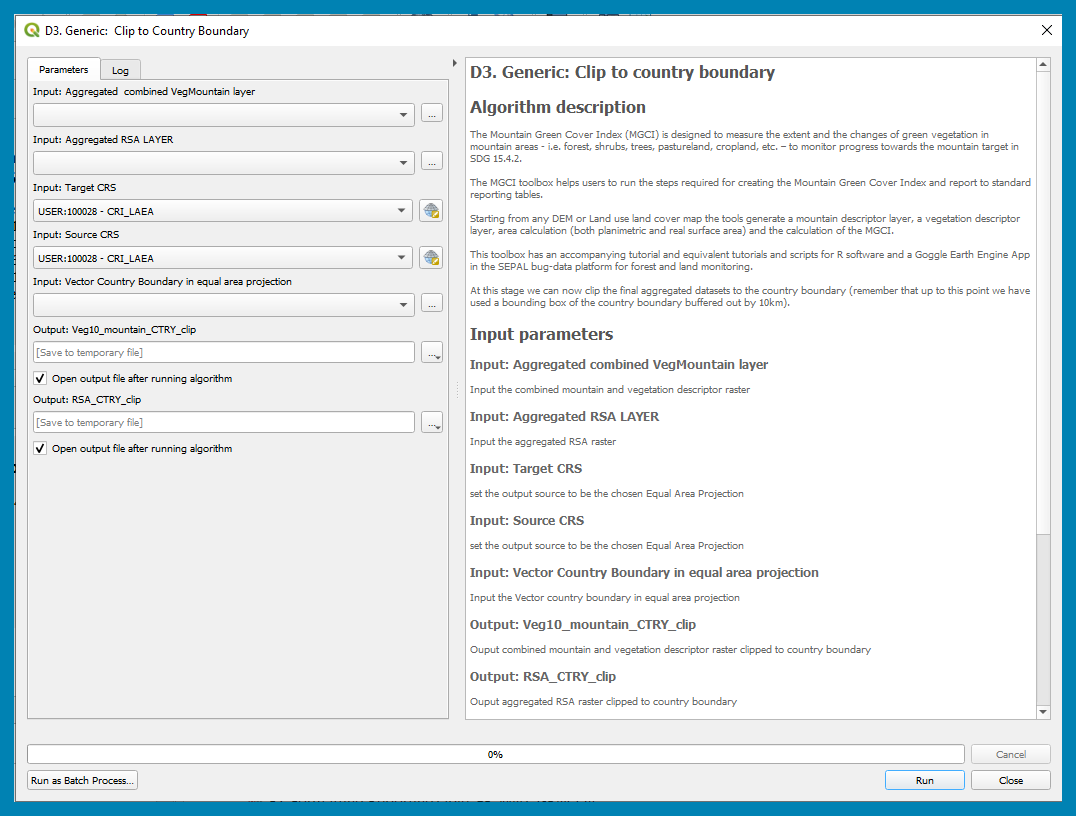 D3. Generic:  Clip to Country Boundary
Parameters
Log
Input: Aggregated  combined VegMountain layer
...
Input: Aggregated RSA LAYER
...
Input: Target CRS
USER:100028 - CRI_LAEA
Input: Source CRS
USER:100028 - CRI_LAEA
Input: Vector Country Boundary in equal area projection
...
Output: Veg10_mountain_CTRY_clip
[Save to temporary file]
...
Open output file after running algorithm
Output: RSA_CTRY_clip
[Save to temporary file]
...
Open output file after running algorithm
D3. Generic: Clip to country boundary
Algorithm description
The Mountain Green Cover Index (MGCI) is designed to measure the extent and the changes of green vegetation in
mountain areas - i.e. forest, shrubs, trees, pastureland, cropland, etc. – to monitor progress towards the mountain target in
SDG 15.4.2.
The MGCI toolbox helps users to run the steps required for creating the Mountain Green Cover Index and report to standard
reporting tables.
Starting from any DEM or Land use land cover map the tools generate a mountain descriptor layer, a vegetation descriptor
layer, area calculation (both planimetric and real surface area) and the calculation of the MGCI.
This toolbox has an accompanying tutorial and equivalent tutorials and scripts for R software and a Goggle Earth Engine App
in the SEPAL bug-data platform for forest and land monitoring.
At this stage we can now clip the final aggregated datasets to the country boundary (remember that up to this point we have
used a bounding box of the country boundary buffered out by 10km).
Input parameters
Input: Aggregated combined VegMountain layer
Input the combined mountain and vegetation descriptor raster
Input: Aggregated RSA LAYER
Input the aggregated RSA raster
Input: Target CRS
set the output source to be the chosen Equal Area Projection
Input: Source CRS
set the output source to be the chosen Equal Area Projection
Input: Vector Country Boundary in equal area projection
Input the Vector country boundary in equal area projection
Output: Veg10_mountain_CTRY_clip
Ouput combined mountain and vegetation descriptor raster clipped to country boundary
Output: RSA_CTRY_clip
Ouput aggregated RSA raster clipped to country boundary
0%
Cancel
Run as Batch Process...
Run
Close